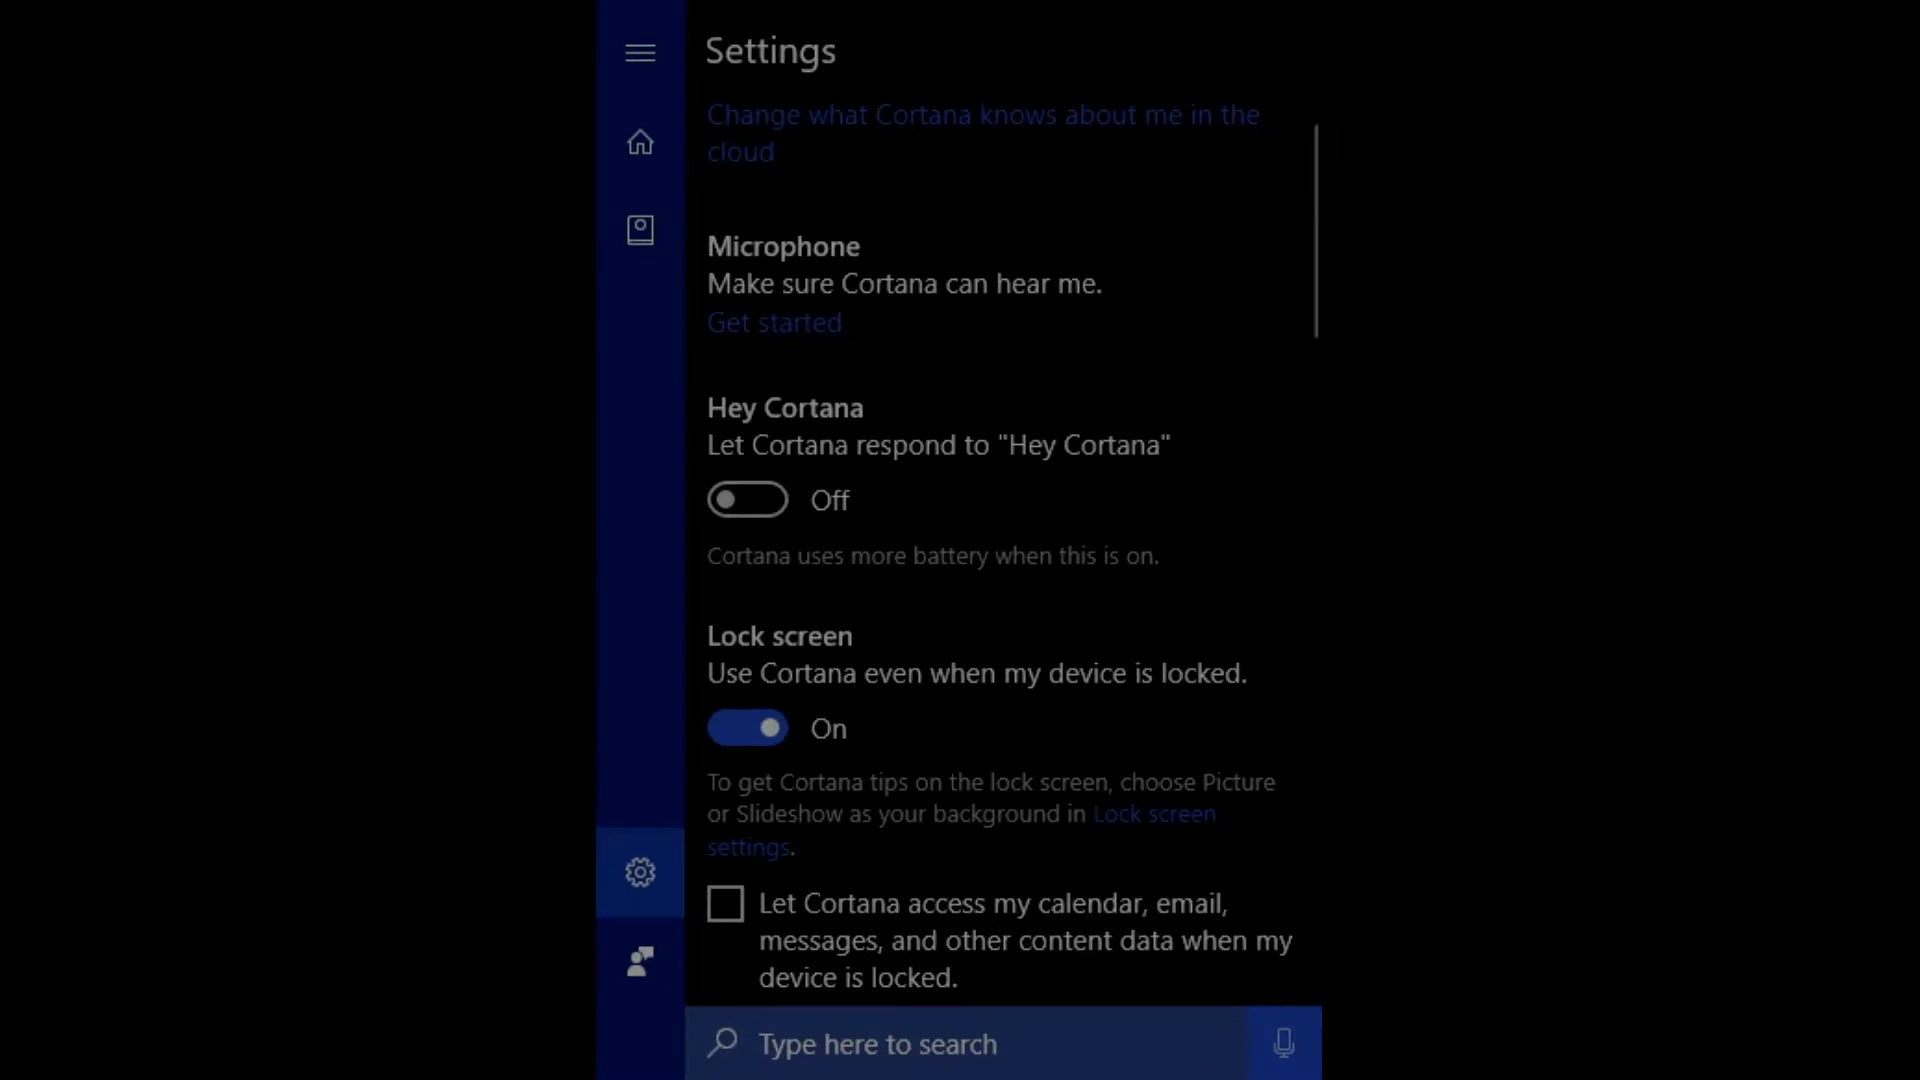 Settings
Change what Cortana knows about me in the
cloud
Microphone
Make sure Cortana can hear me.
Get started
Hey Cortana
Let Cortana respond to "Hey Cortana"
Off
Cortana uses more battery when this is on.
Lock screen
Use Cortana even when my device is locked.
On
To get Cortana tips on the lock screen, choose Picture
or Slideshow as your background in Lock screen
settings.
Let Cortana access my calendar, email,
messages, and other content data when my
device is locked.
Type here to search